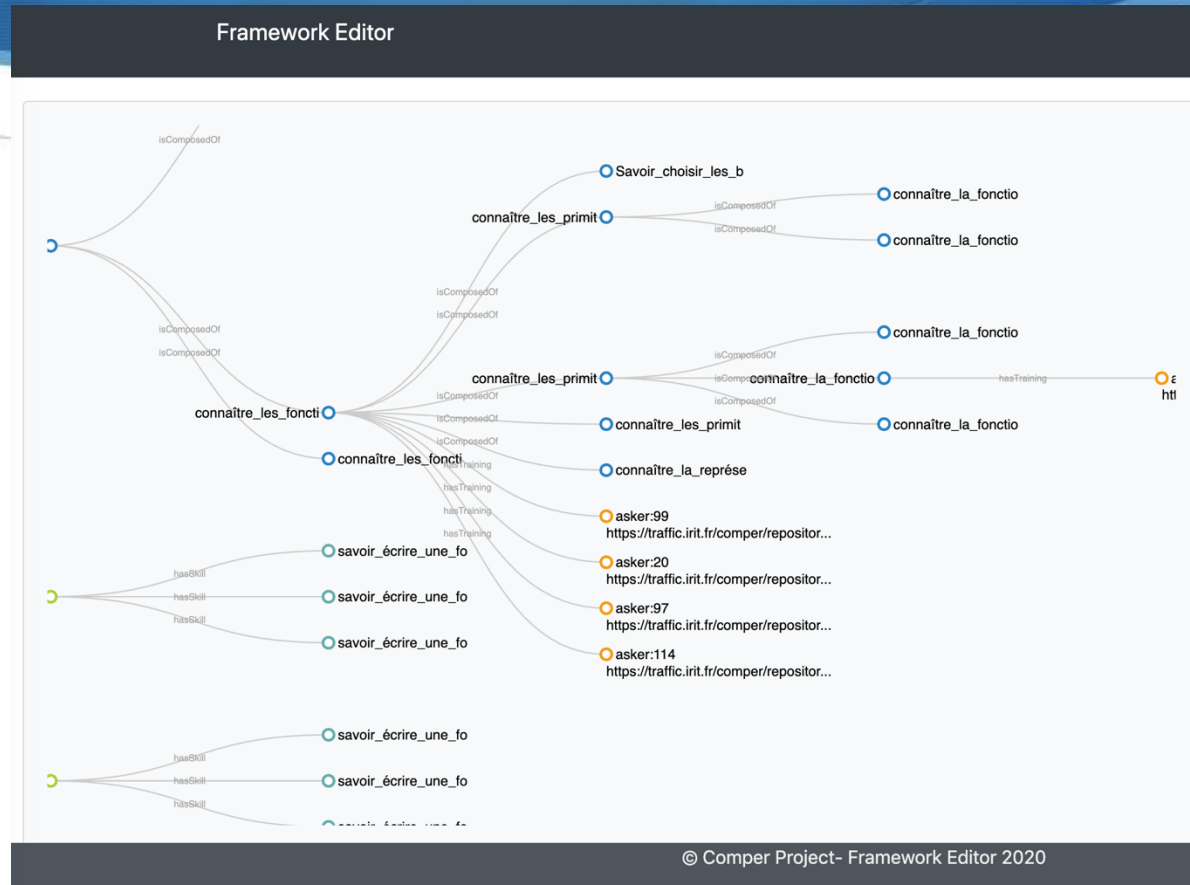 Framework Editor
isComposedOf
Savoir_choisir_les_b
connaître_la_fonctio
isComposedOf
connaître_les_primit
isComposedOf
connaître_la_fonctio
isComposedOf
isComposedOf
isComposedOf
connaître_la_fonctio
isComposedOf
isComposedOf
connaître_les_primit
connaître_la_fonctio
hasTraining
isComposedOf
isComposedOf
connaître_les_foncti
isComposedOf
connaître_les_primit
connaître_la_fonctio
isComposedOf
connaître_les_foncti
hasTraining
connaître_la_représe
hasTraining
hasTraining
asker:99
https://traffic.irit.fr/comper/repositor...
hasTraining
savoir_écrire_une_fo
asker:20
hasSkill
https://traffic.irit.fr/comper/repositor...
hasSkill
savoir_écrire_une_fo
asker:97
hasSkill
https://traffic.irit.fr/comper/repositor...
savoir_écrire_une_fo
asker:114
https://traffic.irit.fr/comper/repositor...
savoir_écrire_une_fo
hasSkill
hasSkill
savoir_écrire_une_fo
hasSkill
© Comper Project- Framework Editor 2020